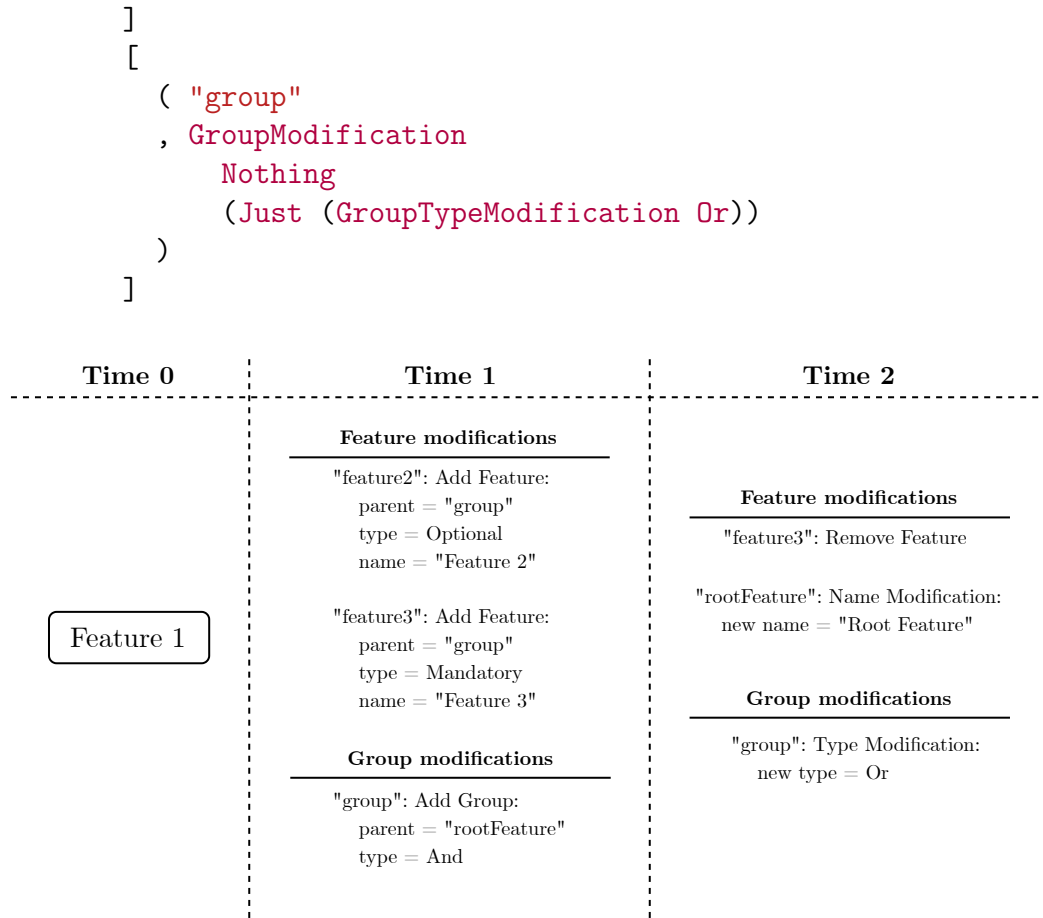 ]
[
( "group"
, GroupModification
Nothing
(Just (GroupTypeModification Or))
)
]
Time 0
Time 1
Time 2
Feature 1
Feature modifications
"feature2": Add Feature:
parent = "group"
type = Optional
name = "Feature 2"
"feature3": Add Feature:
parent = "group"
type = Mandatory
name = "Feature 3"
Group modifications
"group": Add Group:
parent = "rootFeature"
type = And
Feature modifications
"feature3": Remove Feature
"rootFeature": Name Modification:
new name = "Root Feature"
Group modifications
"group": Type Modification:
new type = Or